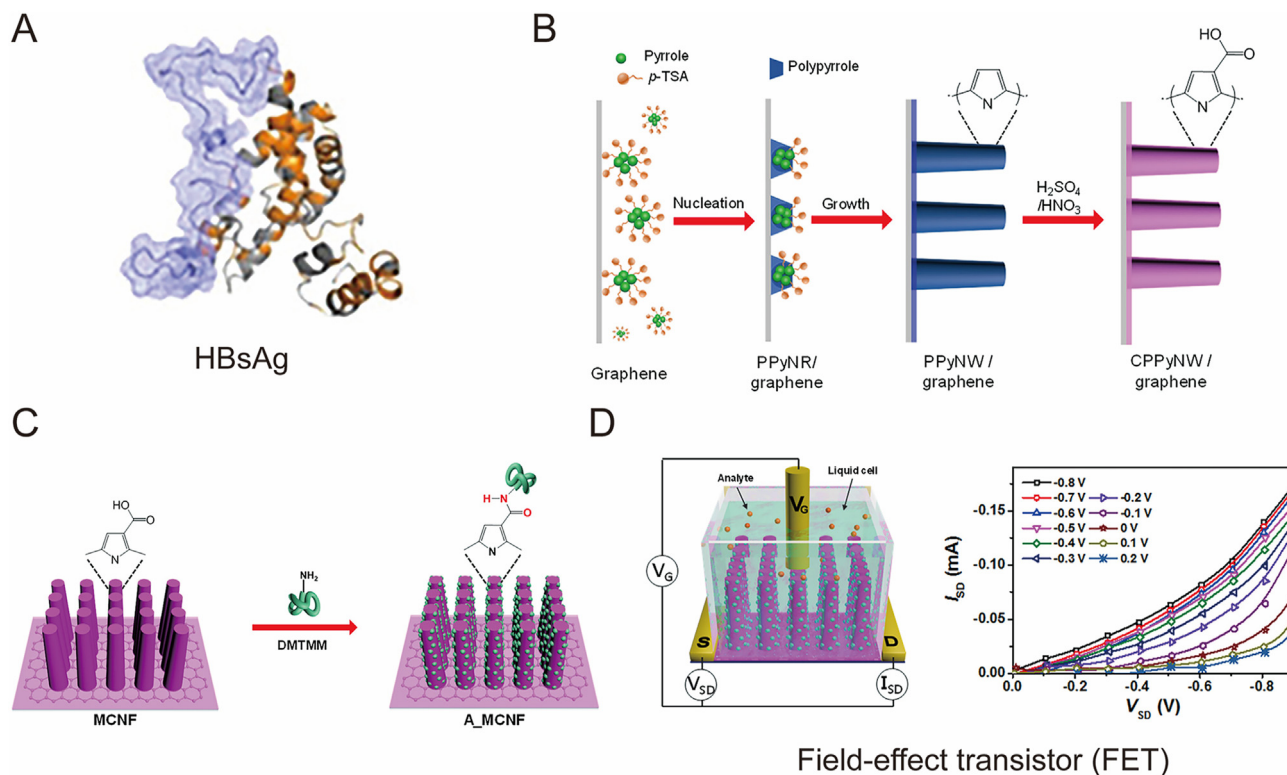 A
HBsAg
B
Pyrrole
p-TSA
Polypyrrole
N
HO
O
N
Nucleation
Growth
H2SO4
/HNO3
Graphene
PPyNR/
graphene
PPyNW /
graphene
CPPyNW /
graphene
C
HO
O
N
MCNF
NH2
DMTMM
H-N
O
N
A_MCNF
D
Analyte
Liquid cell
VG
VG
S
D
VSD
ISD
-0.8 V
-0.7 V
-0.6 V
-0.5 V
-0.4 V
-0.3 V
-0.2 V
-0.1 V
0 V
0.1 V
0.2 V
ISD (mA)
-0.15
-0.10
-0.05
0.00
0.0 -0.2 -0.4 -0.6 -0.8
VSD (V)
Field-effect transistor (FET)